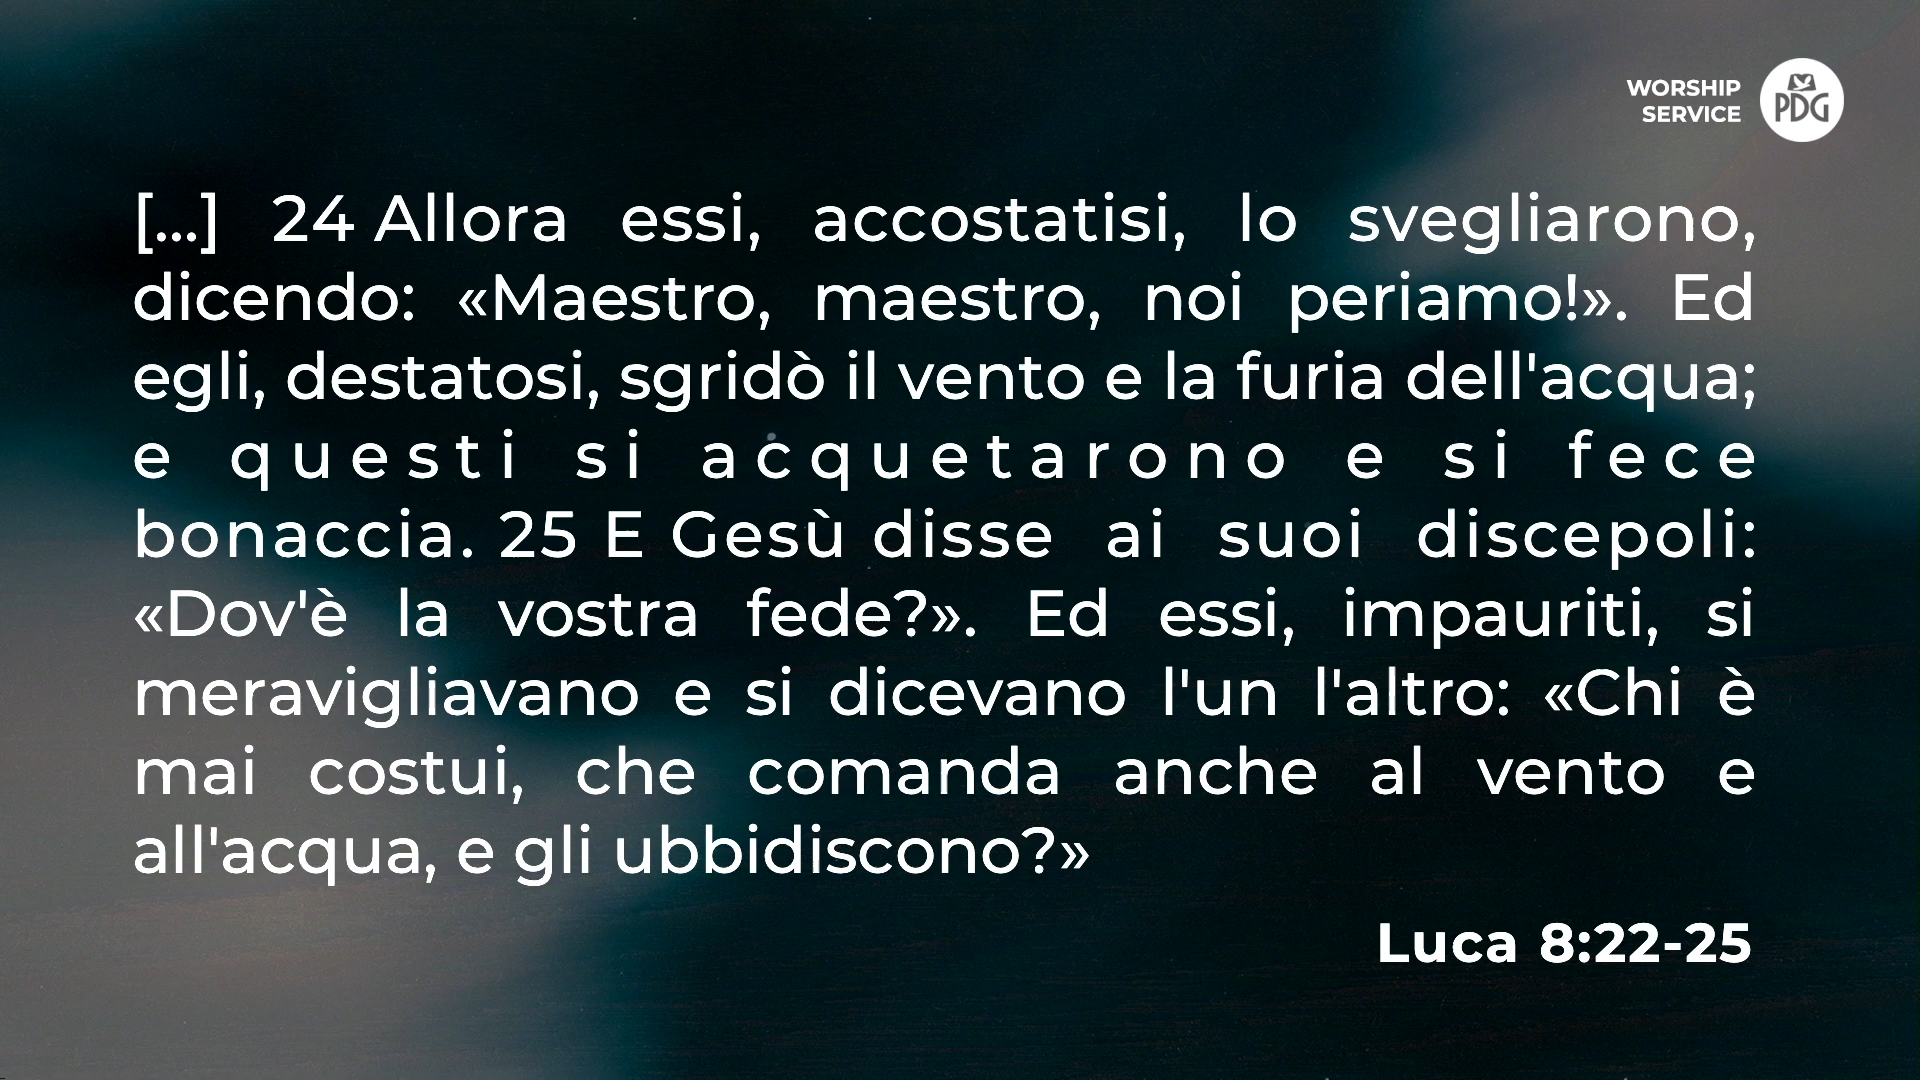 WORSHIP
SERVICE
PDG
[...] 24 Allora essi, accostatisi, lo svegliarono,
dicendo: «Maestro, maestro, noi periamo!». Ed
egli, destatosi, sgridò il vento e la furia dell'acqua;
e questi si acquetarono e si fece
bonaccia. 25 E Gesù disse ai suoi discepoli:
«Dov'è la vostra fede?». Ed essi, impauriti, si
meravigliavano e si dicevano l'un l'altro: «Chi è
mai costui, che comanda anche al vento e
all'acqua, e gli ubbidiscono?»
Luca 8:22-25